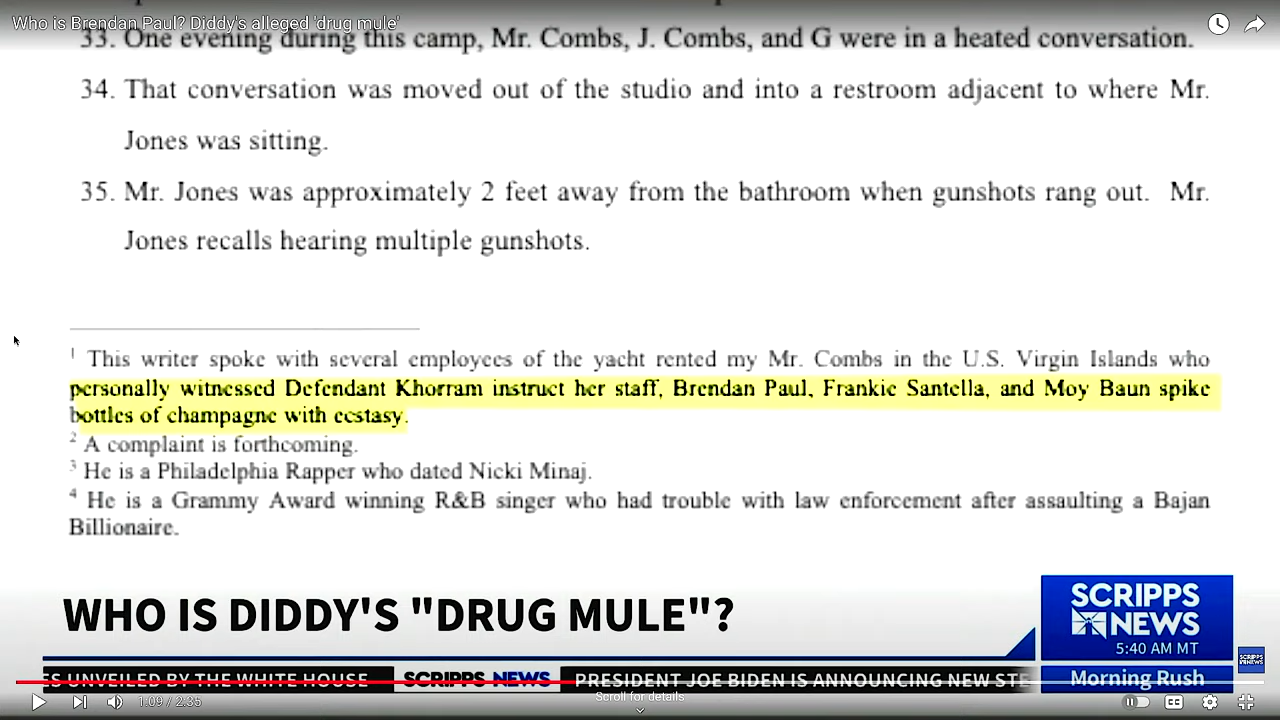 Who is Brendan Paul? Diddy's alleged 'drug mule'
33. One evening during this camp, Mr. Combs, J. Combs, and G were in a heated conversation.
34. That conversation was moved out of the studio and into a restroom adjacent to where Mr.
Jones was sitting.
35. Mr. Jones was approximately 2 feet away from the bathroom when gunshots rang out. Mr.
Jones recalls hearing multiple gunshots.
1 This writer spoke with several employees of the yacht rented my Mr. Combs in the U.S. Virgin Islands who
personally witnessed Defendant Khorram instruct her staff, Brendan Paul, Frankie Santella, and Moy Baun spike
bottles of champagne with ecstasy.
2 A complaint is forthcoming.
3 He is a Philadelphia Rapper who dated Nicki Minaj.
4 He is a Grammy Award winning R&B singer who had trouble with law enforcement after assaulting a Bajan
Billionaire.
WHO IS DIDDY'S "DRUG MULE"?
SCRIPPS
NEWS
5:40 AM MT
Morning Rush
ES UNVEILED BY THE WHITE HOUSE SCRIPPS NEWS PRESIDENT JOE BIDEN IS ANNOUNCING NEW STE
SCRIPPS
NEWS
1:09 / 2:35
Scroll for details
CC